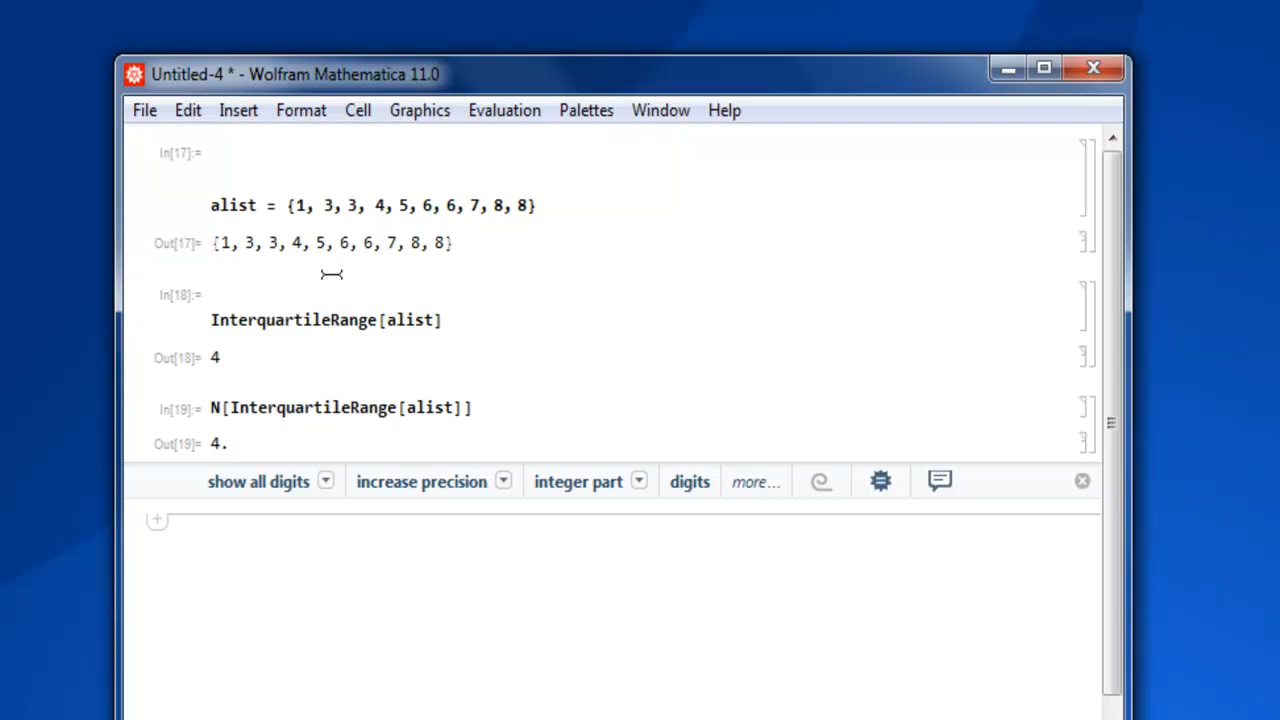 Untitled-4 * - Wolfram Mathematica 11.0
File Edit Insert Format Cell Graphics Evaluation Palettes Window Help
In[17]:=
alist = {1, 3, 3, 4, 5, 6, 6, 7, 8, 8}
Out[17]= {1, 3, 3, 4, 5, 6, 6, 7, 8, 8}
In[18]:=
InterquartileRange[alist]
Out[18]= 4
In[19]:= N[InterquartileRange[alist]]
Out[19]= 4.
show all digits increase precision integer part digits more...